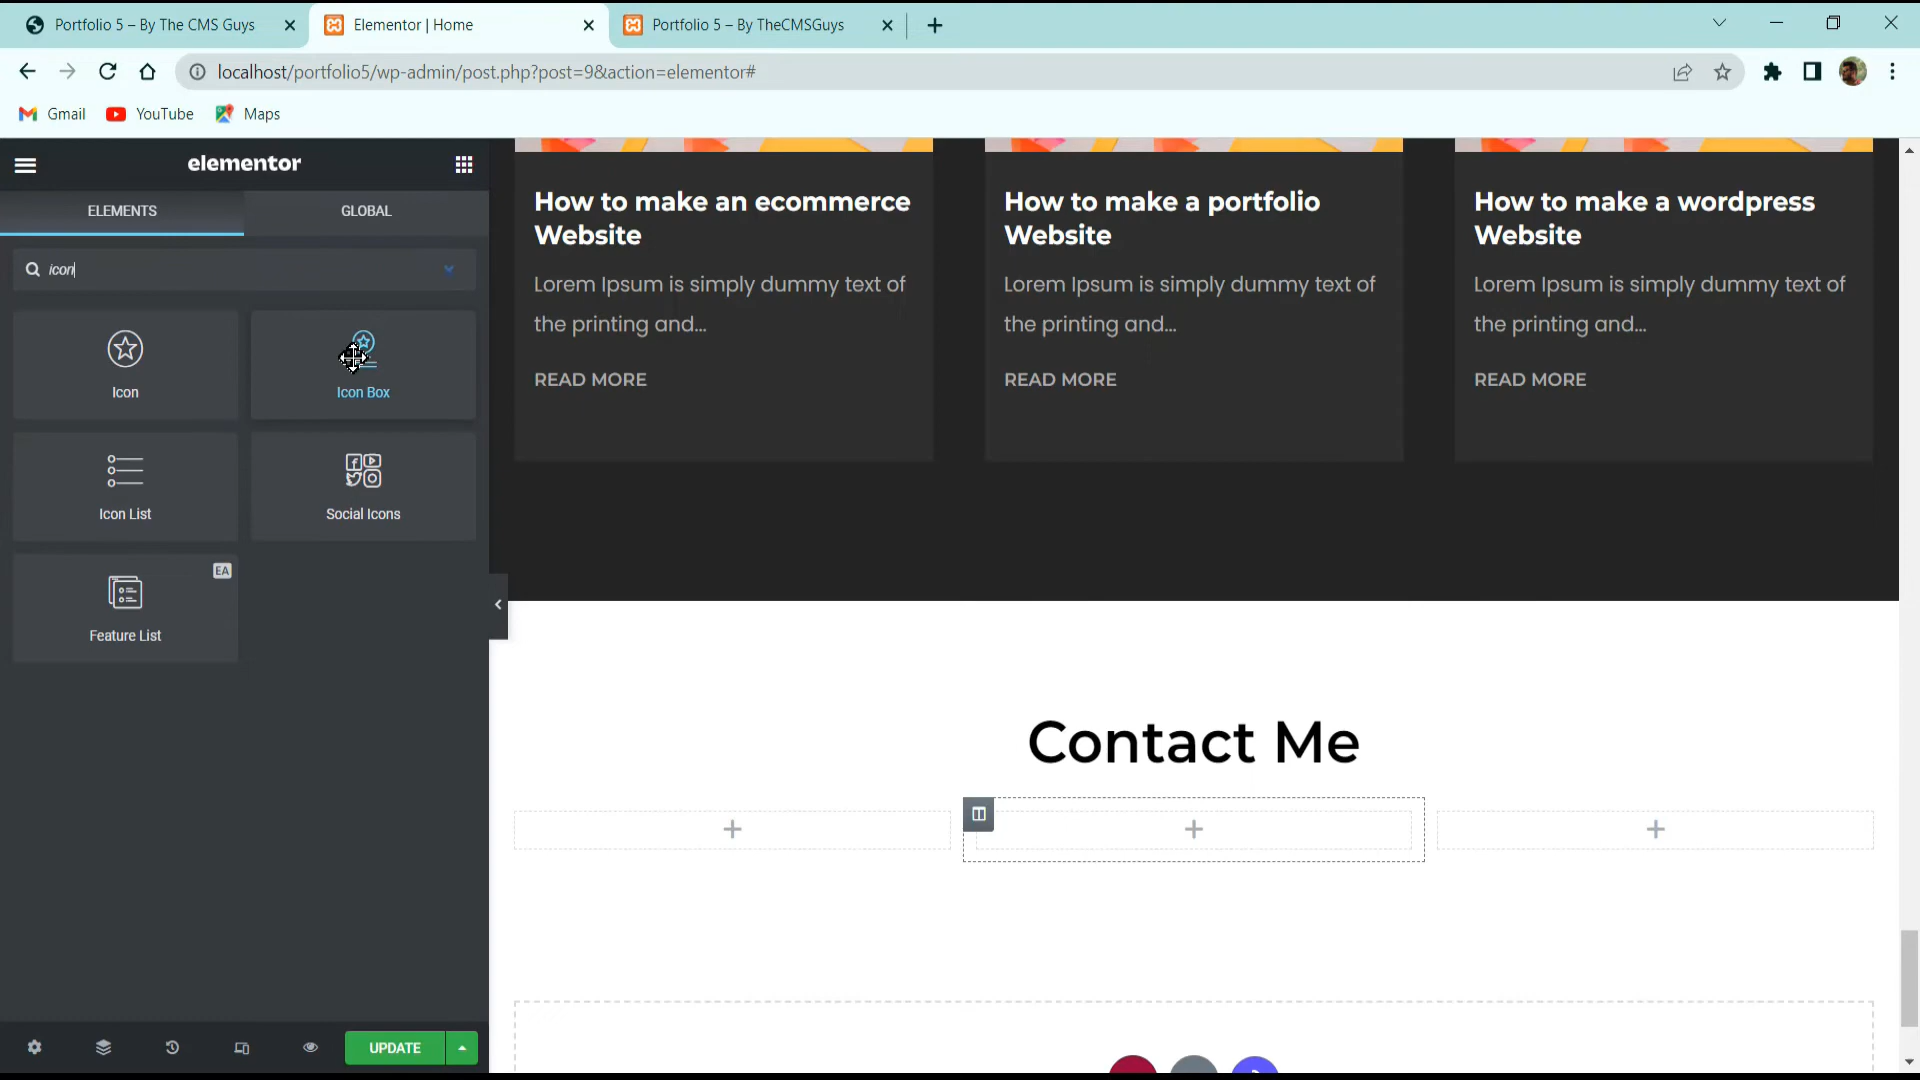 Portfolio 5 – By The CMS Guys
Elementor | Home
Portfolio 5 – By TheCMSGuys
localhost/portfolio5/wp-admin/post.php?post=9&action=elementor#
Gmail
YouTube
Maps
elementor
ELEMENTS
GLOBAL
icon
Icon
Icon Box
Icon List
Social Icons
EA
Feature List
UPDATE
How to make an ecommerce
Website
Lorem Ipsum is simply dummy text of
the printing and...
READ MORE
How to make a portfolio
Website
Lorem Ipsum is simply dummy text of
the printing and...
READ MORE
How to make a wordpress
Website
Lorem Ipsum is simply dummy text of
the printing and...
READ MORE
Contact Me